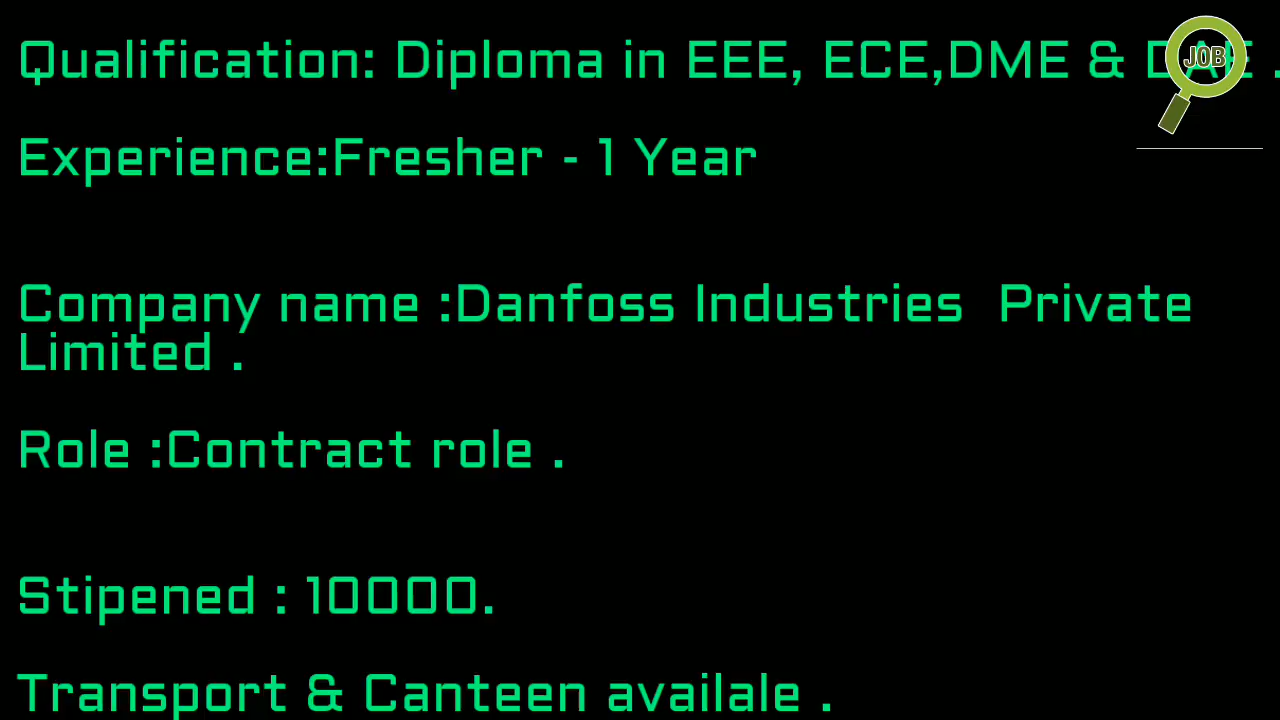 Qualification: Diploma in EEE, ECE,DME & DAE .
JOB
Experience:Fresher - 1 Year
Company name :Danfoss Industries  Private
Limited .
Role :Contract role .
Stipened : 10000.
Transport & Canteen availale .